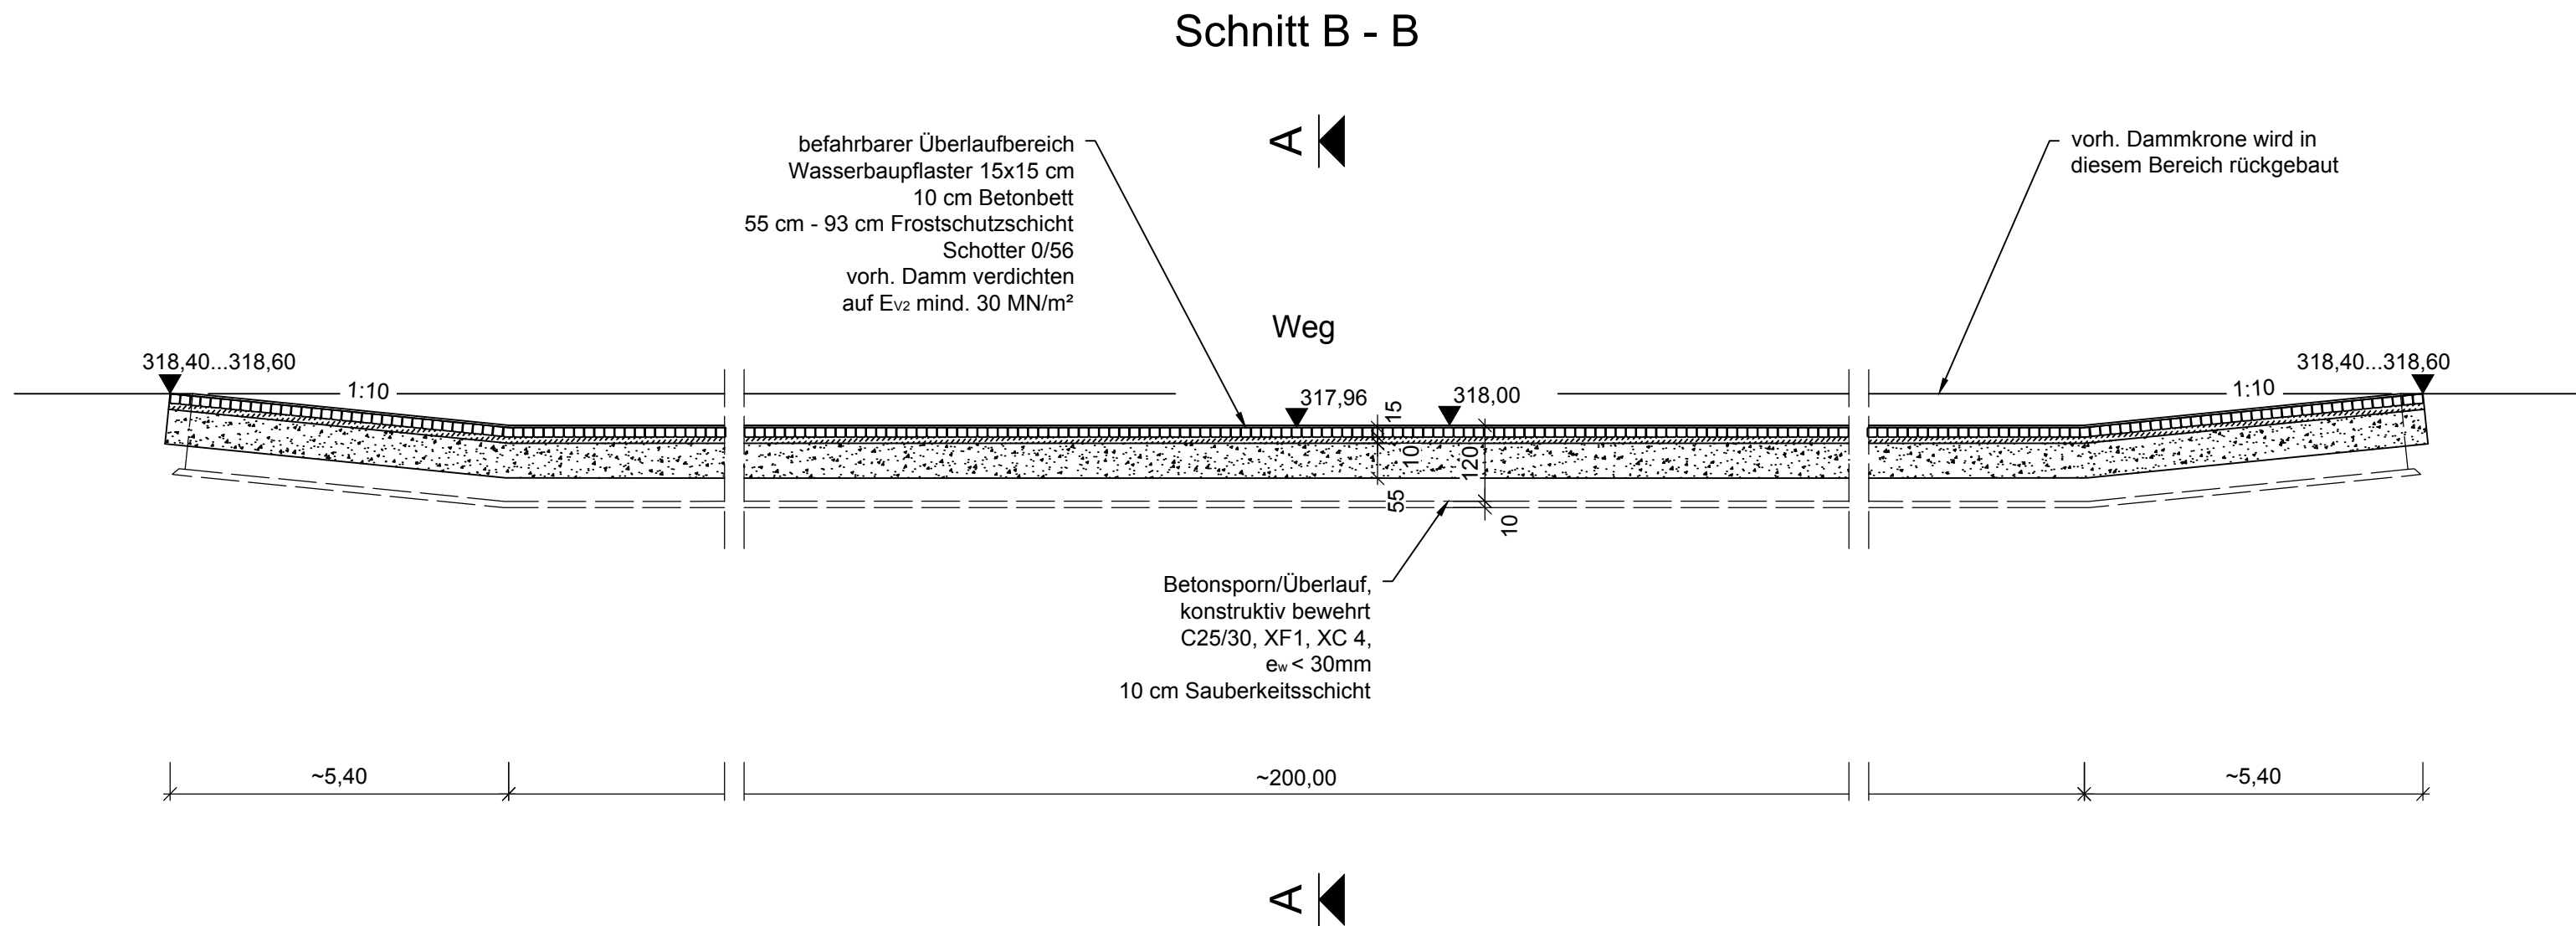 Schnitt B - B
A
befahrbarer Überlaufbereich
Wasserbaupflaster 15x15 cm
10 cm Betonbett
55 cm - 93 cm Frostschutzschicht
Schotter 0/56
vorh. Damm verdichten
auf EV2 mind. 30 MN/m²
vorh. Dammkrone wird in
diesem Bereich rückgebaut
Weg
318,40...318,60
318,40...318,60
1:10
1:10
317,96
318,00
15
10
120
55
10
Betonsporn/Überlauf,
konstruktiv bewehrt
C25/30, XF1, XC 4,
ew < 30mm
10 cm Sauberkeitsschicht
~5,40
~200,00
~5,40
A